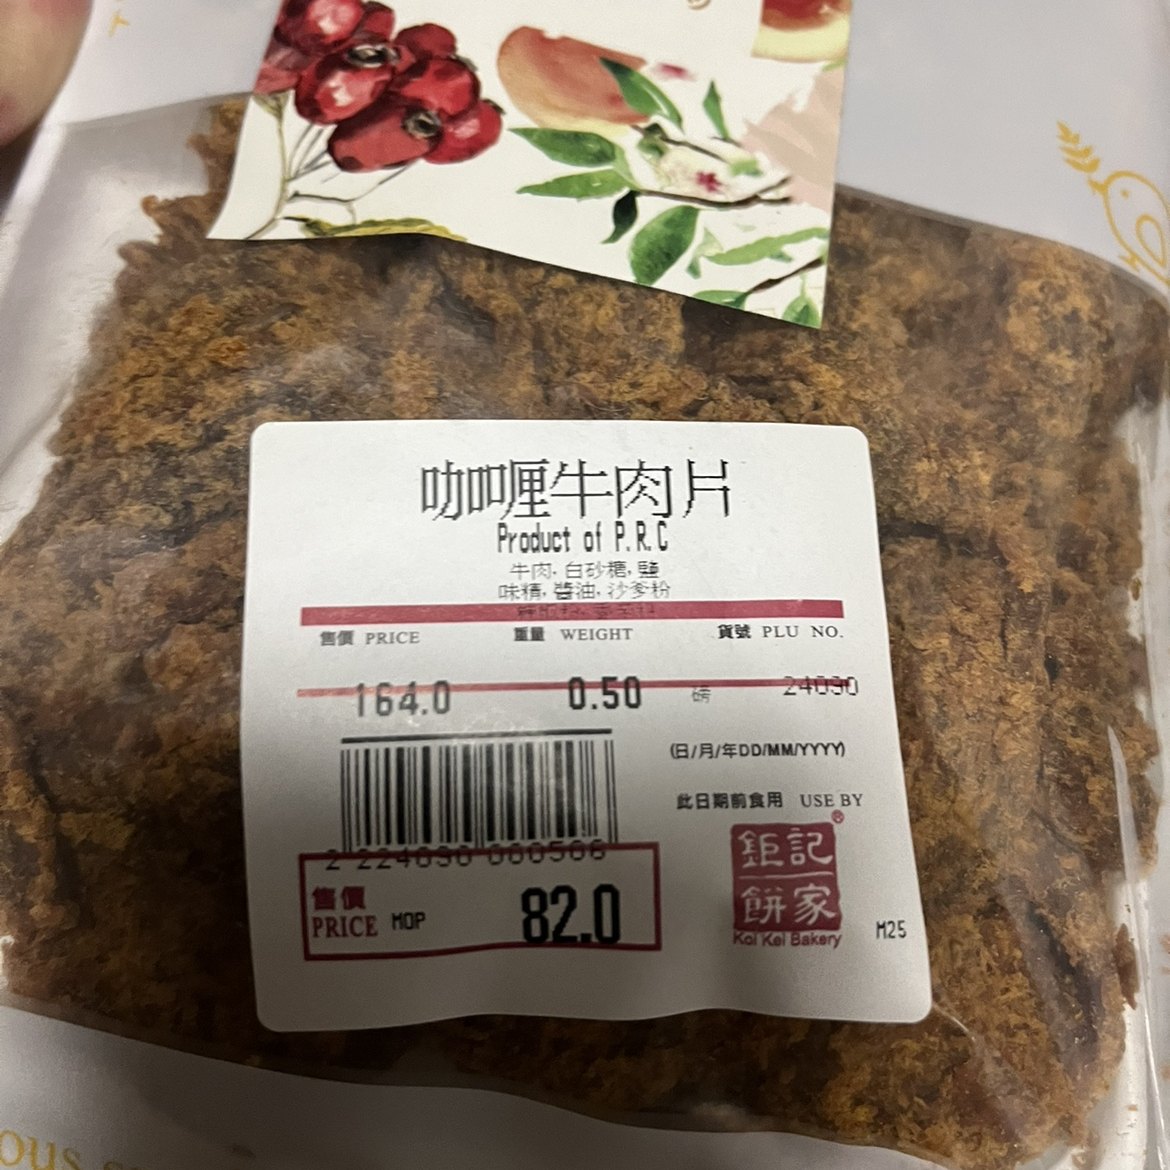 咖喱牛肉片
Product of P.R.C
牛肉. 白砂糖, 鹽
味精, 醬油, 沙爹粉
售價 PRICE 重量 WEIGHT 貨號 PLU NO.
164.0 0.50 磅 24090
(日/月/年DD/MM/YYYY)
此日期前食用 USE BY
售價
PRICE MOP 82.0
鉅記®
餅家
Koi Kei Bakery
M25
ous